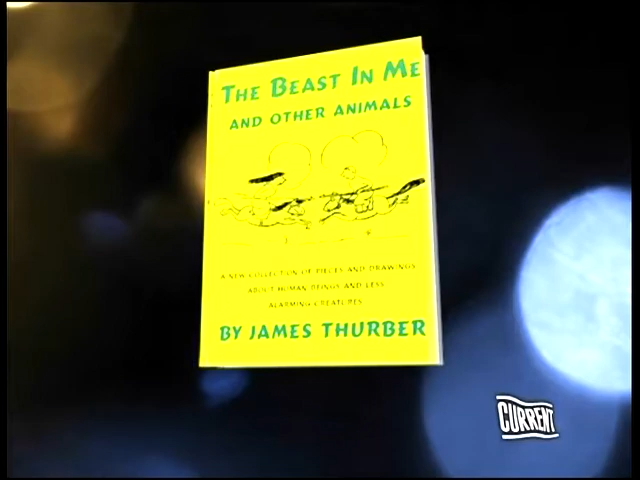 THE BEAST IN ME
AND OTHER ANIMALS
A NEW COLLECTION OF PIECES AND DRAWINGS
ABOUT HUMAN BEINGS AND LESS
ALARMING CREATURES
BY JAMES THURBER
CURRENT